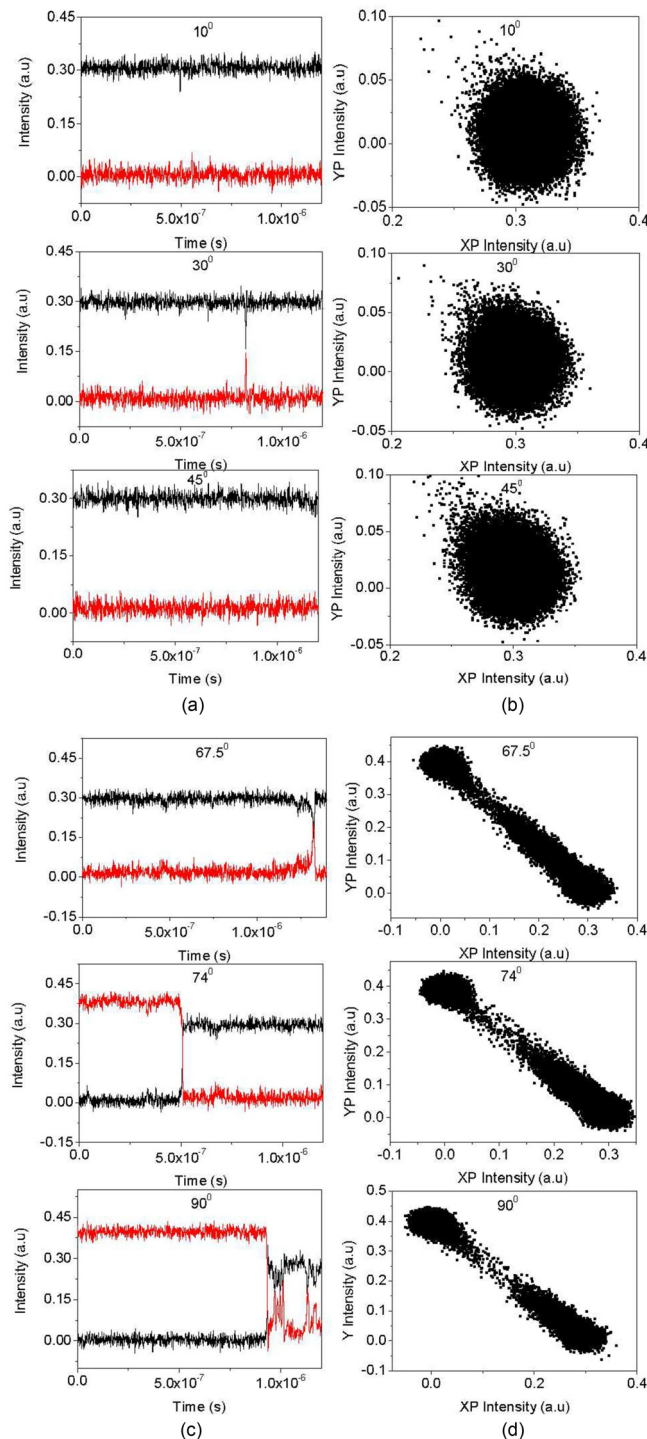 0.45
0.30
0.15
0.00
Intensity (a.u)
10⁰
0.0 5.0x10⁻⁷ 1.0x10⁻⁶
Time (s)
0.10
0.05
0.00
-0.05
YP Intensity (a.u)
10⁰
0.2 0.3 0.4
XP Intensity (a.u)
0.45
0.30
0.15
0.00
Intensity (a.u)
30⁰
0.0 5.0x10⁻⁷ 1.0x10⁻⁶
Time (s)
0.10
0.05
0.00
-0.05
YP Intensity (a.u)
30⁰
0.2 0.3 0.4
XP Intensity (a.u)
0.30
0.15
0.00
Intensity (a.u)
45⁰
0.0 5.0x10⁻⁷ 1.0x10⁻⁶
Time (s)
0.10
0.05
0.00
-0.05
YP Intensity (a.u)
45⁰
0.2 0.3 0.4
XP Intensity (a.u)
(a) (b)
0.45
0.30
0.15
0.00
-0.15
Intensity (a.u)
67.5⁰
0.0 5.0x10⁻⁷ 1.0x10⁻⁶
Time (s)
0.4
0.3
0.2
0.1
0.0
YP Intensity (a.u)
67.5⁰
-0.1 0.0 0.1 0.2 0.3 0.4
XP Intensity (a.u)
0.45
0.30
0.15
0.00
-0.15
Intensity (a.u)
74⁰
0.0 5.0x10⁻⁷ 1.0x10⁻⁶
Time (s)
0.4
0.3
0.2
0.1
0.0
YP Intensity (a.u)
74⁰
-0.1 0.0 0.1 0.2 0.3
XP Intensity (a.u)
0.45
0.30
0.15
0.00
Intensity (a.u)
90⁰
0.0 5.0x10⁻⁷ 1.0x10⁻⁶
Time (s)
0.5
0.4
0.3
0.2
0.1
0.0
-0.1
Y Intensity (a.u)
90⁰
0.0 0.1 0.2 0.3 0.4
XP Intensity (a.u)
(c) (d)